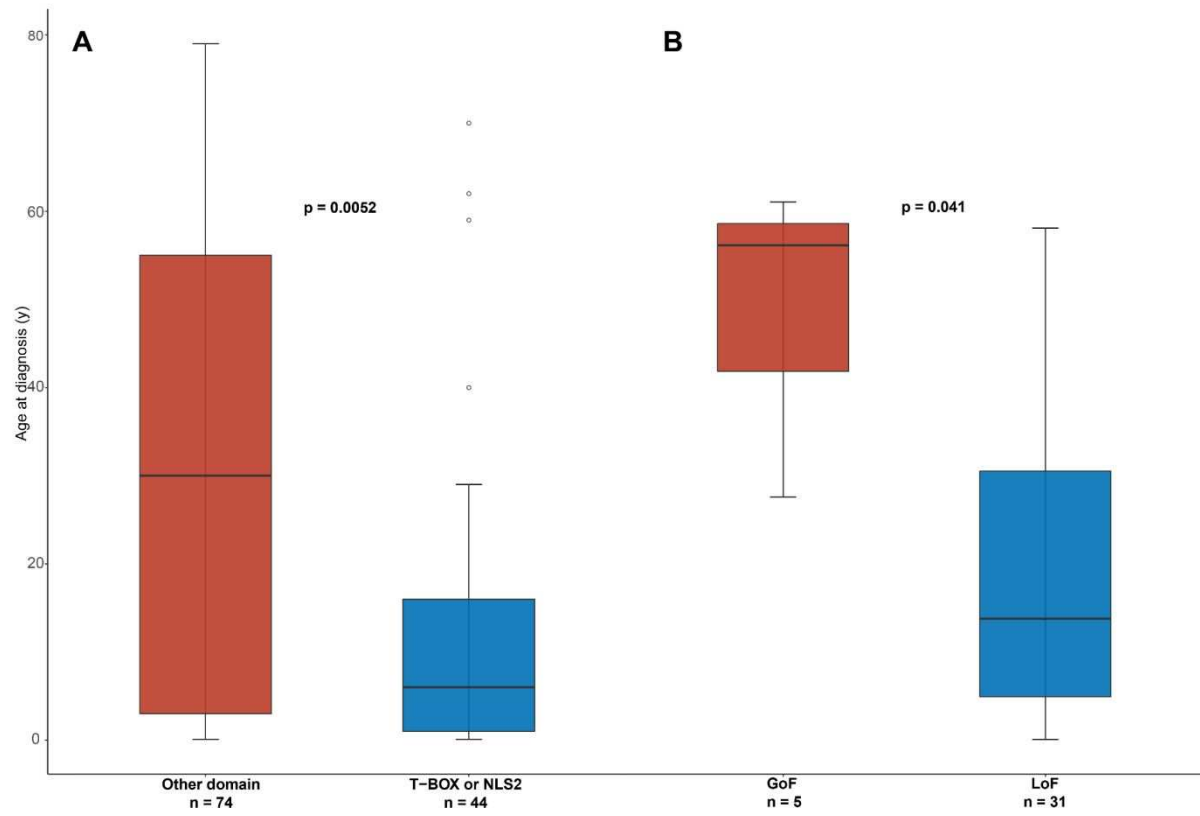 A
B
80
60
40
20
0
Age at diagnosis (y)
p = 0.0052
p = 0.041
Other domain
n = 74
T−BOX or NLS2
n = 44
GoF
n = 5
LoF
n = 31